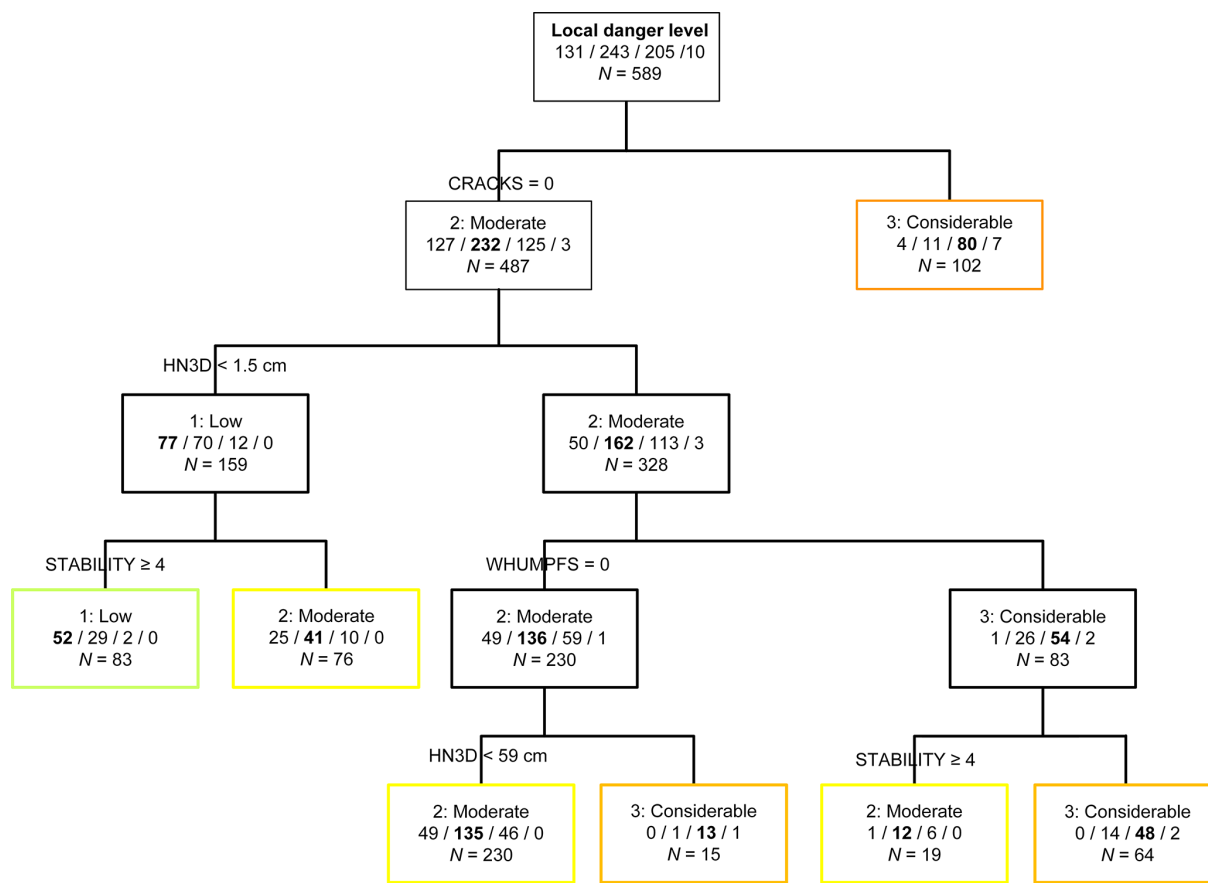 Local danger level
131 / 243 / 205 /10
N = 589
CRACKS = 0
2: Moderate
127 / 232 / 125 / 3
N = 487
3: Considerable
4 / 11 / 80 / 7
N = 102
HN3D < 1.5 cm
1: Low
77 / 70 / 12 / 0
N = 159
2: Moderate
50 / 162 / 113 / 3
N = 328
STABILITY ≥ 4
WHUMPFS = 0
1: Low
52 / 29 / 2 / 0
N = 83
2: Moderate
25 / 41 / 10 / 0
N = 76
2: Moderate
49 / 136 / 59 / 1
N = 230
3: Considerable
1 / 26 / 54 / 2
N = 83
HN3D < 59 cm
STABILITY ≥ 4
2: Moderate
49 / 135 / 46 / 0
N = 230
3: Considerable
0 / 1 / 13 / 1
N = 15
2: Moderate
1 / 12 / 6 / 0
N = 19
3: Considerable
0 / 14 / 48 / 2
N = 64